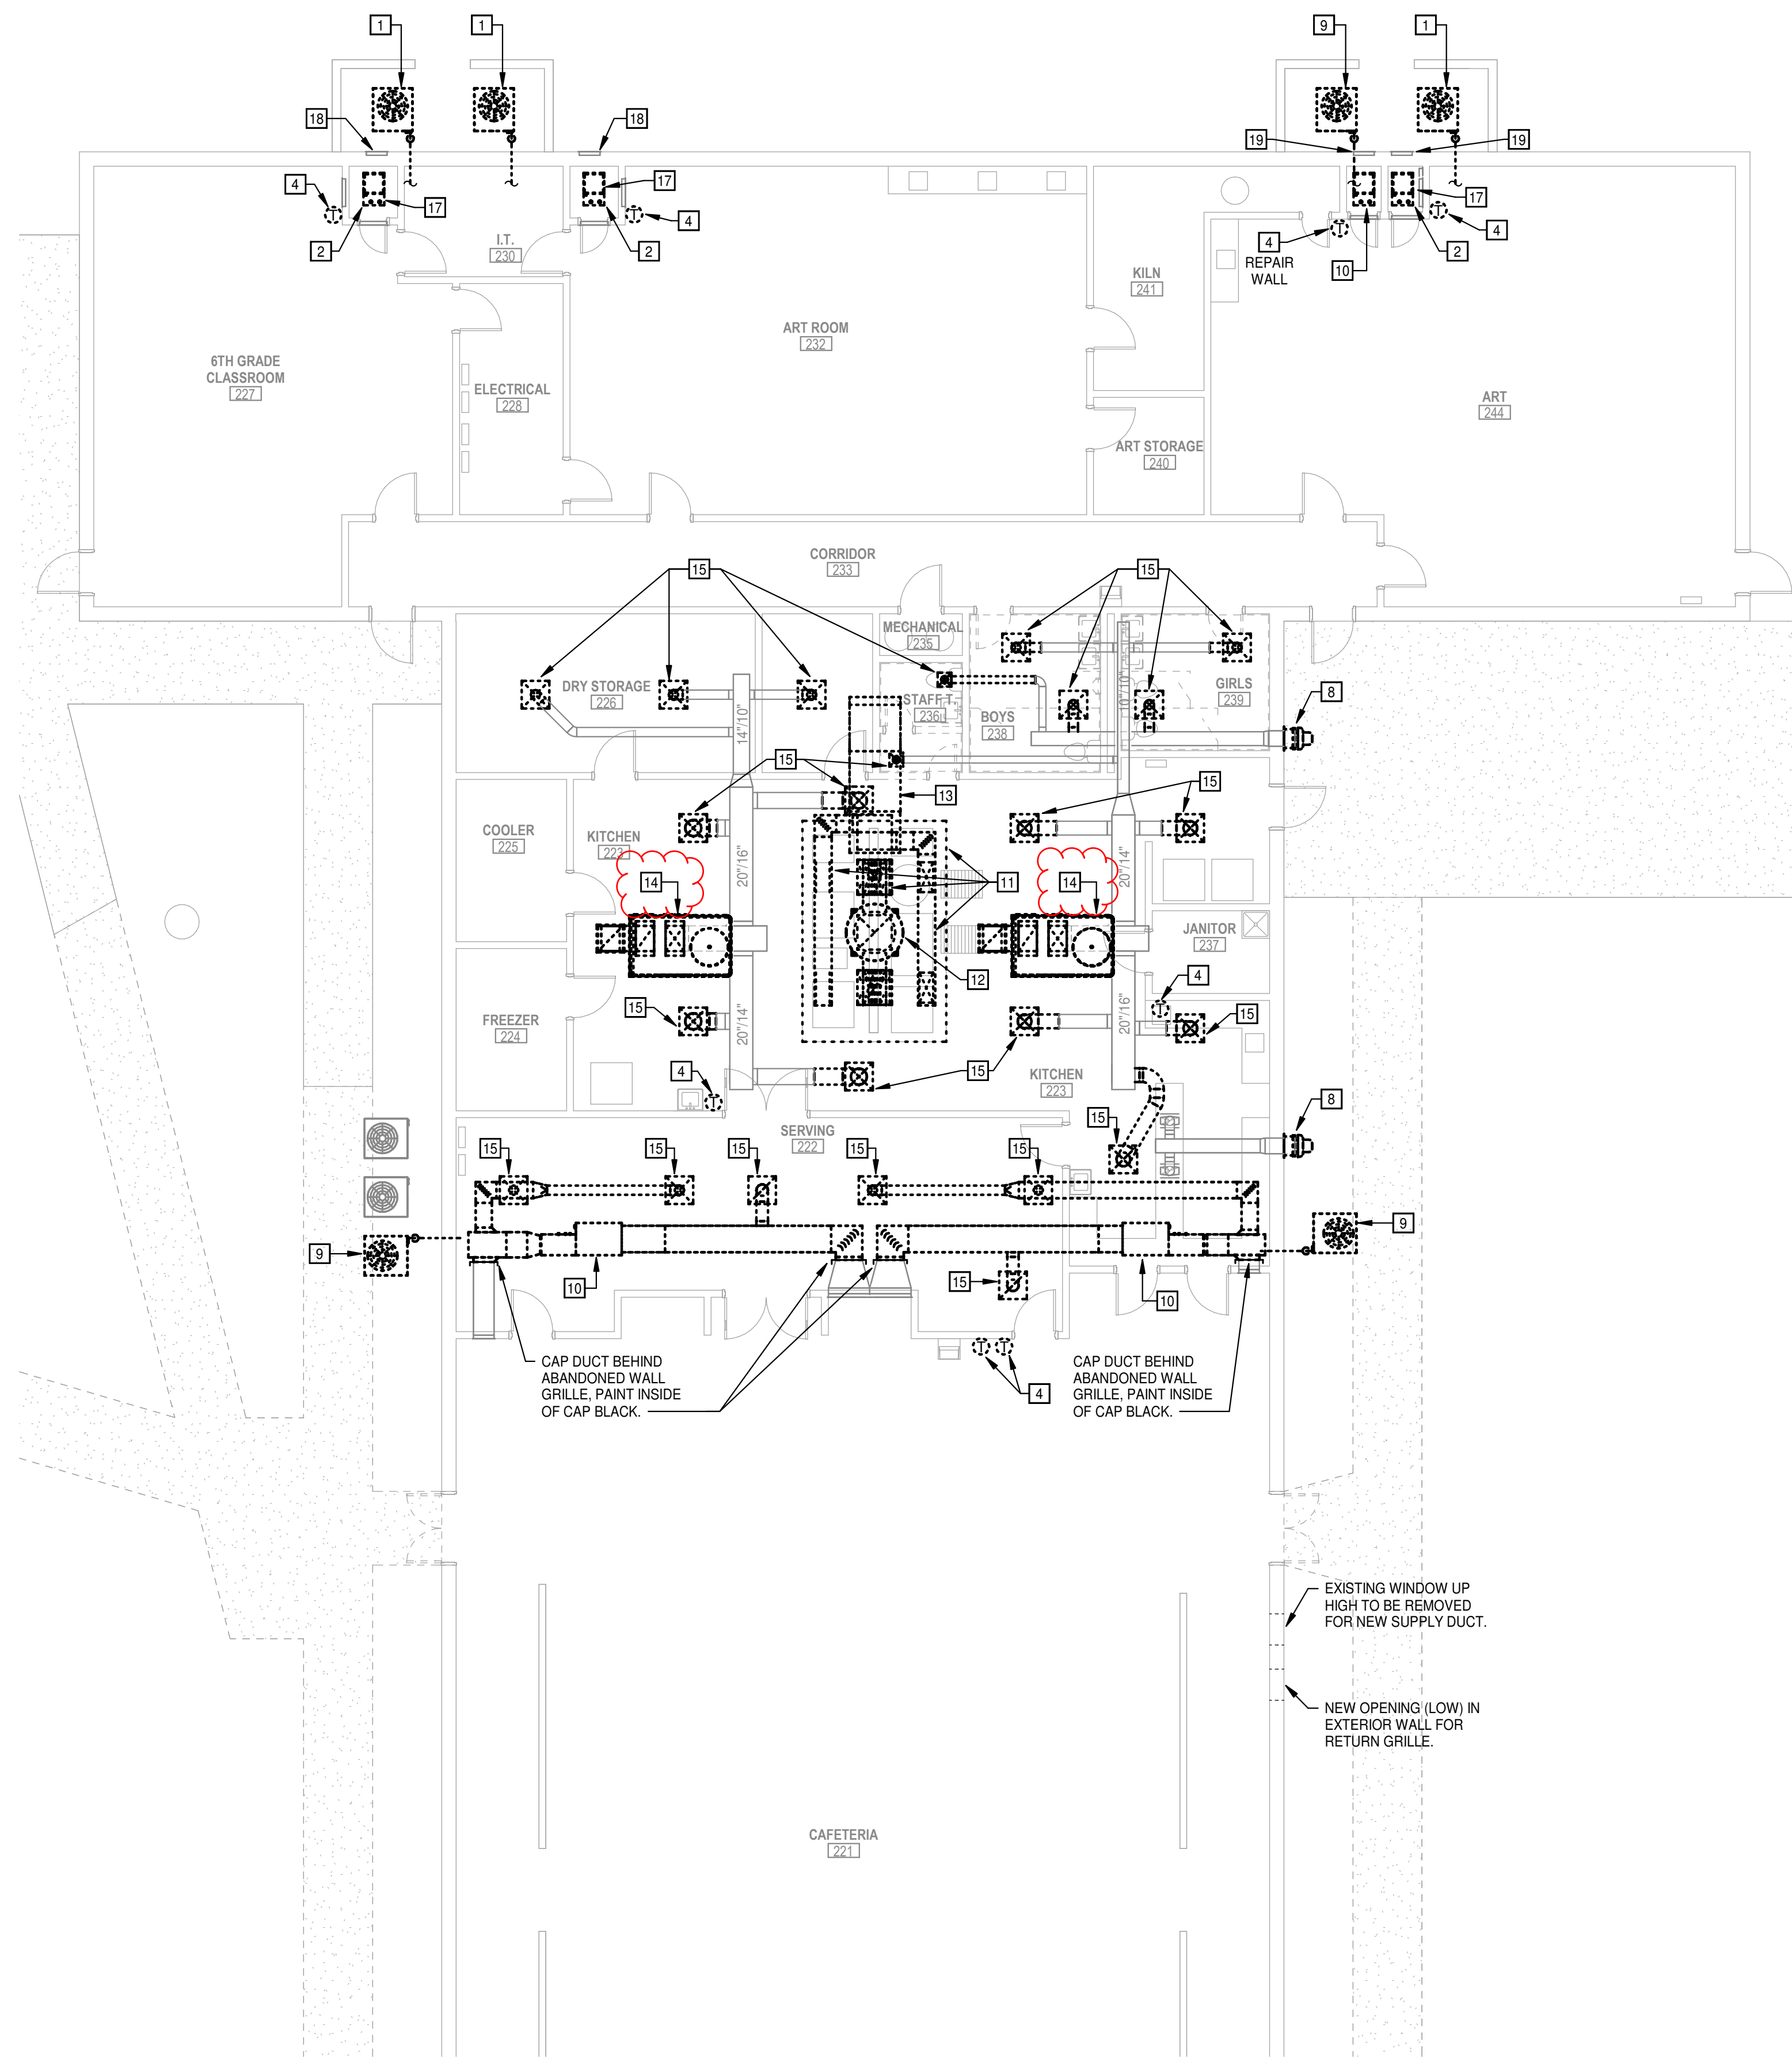 1
1
9
1
18
18
19
19
4
T
17
2
17
T
4
2
I.T.
230
T
4
REPAIR
WALL
10
17
T
4
2
KILN
241
ART ROOM
232
6TH GRADE
CLASSROOM
227
ELECTRICAL
228
ART
244
ART STORAGE
240
CORRIDOR
233
15
15
MECHANICAL
235
DRY STORAGE
226
STAFF T.
236
BOYS
238
GIRLS
239
8
14"/10"
10"/10"
15
13
15
COOLER
225
KITCHEN
223
20"/16"
20"/14"
14
11
14
JANITOR
237
12
4
T
FREEZER
224
15
20"/14"
20"/16"
15
15
4
T
KITCHEN
223
8
SERVING
222
15
15
15
15
15
15
9
9
10
15
10
T
T
4
CAP DUCT BEHIND
ABANDONED WALL
GRILLE, PAINT INSIDE
OF CAP BLACK.
CAP DUCT BEHIND
ABANDONED WALL
GRILLE, PAINT INSIDE
OF CAP BLACK.
EXISTING WINDOW UP
HIGH TO BE REMOVED
FOR NEW SUPPLY DUCT.
NEW OPENING (LOW) IN
EXTERIOR WALL FOR
RETURN GRILLE.
CAFETERIA
221